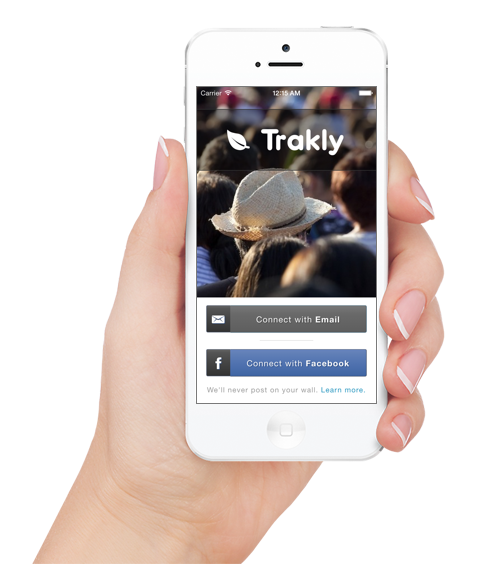 Carrier 12:15 AM
Trakly
Connect with Email
Connect with Facebook
We'll never post on your wall. Learn more.